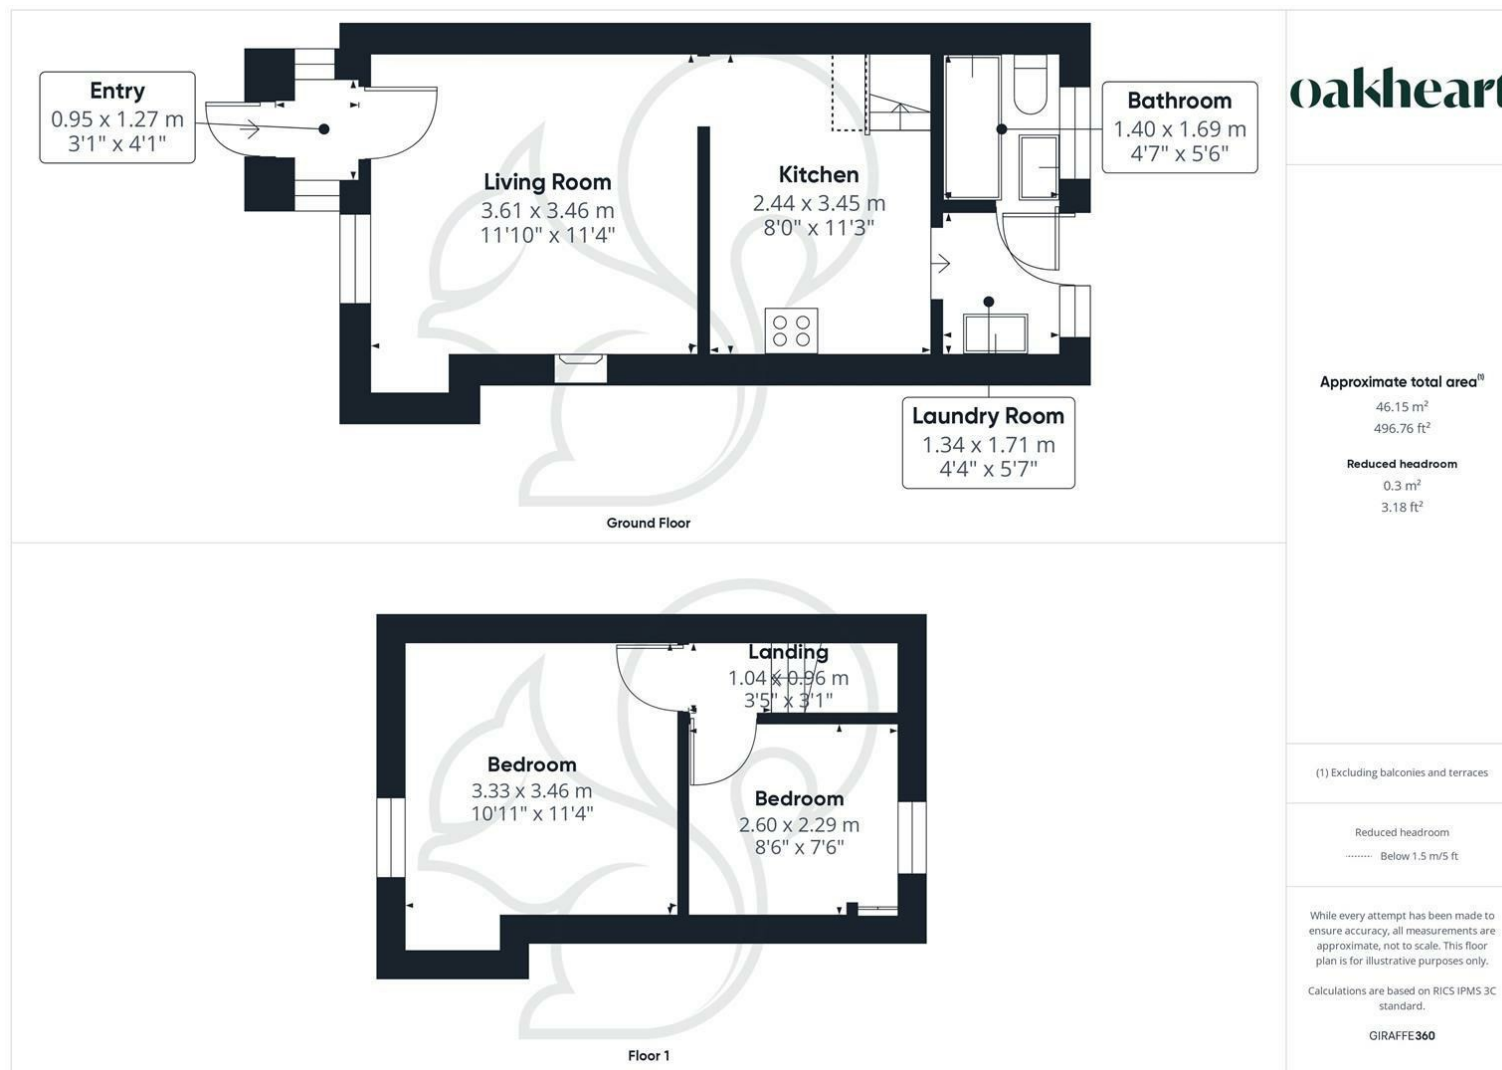 Entry
0.95 x 1.27 m
3'1" x 4'1"
Living Room
3.61 x 3.46 m
11'10" x 11'4"
Kitchen
2.44 x 3.45 m
8'0" x 11'3"
Bathroom
1.40 x 1.69 m
4'7" x 5'6"
Laundry Room
1.34 x 1.71 m
4'4" x 5'7"
Ground Floor
Landing
1.04 x 0.96 m
3'5" x 3'1"
Bedroom
3.33 x 3.46 m
10'11" x 11'4"
Bedroom
2.60 x 2.29 m
8'6" x 7'6"
Floor 1
oakheart
Approximate total area(1)
46.15 m²
496.76 ft²
Reduced headroom
0.3 m²
3.18 ft²
(1) Excluding balconies and terraces
Reduced headroom
Below 1.5 m/5 ft
While every attempt has been made to
ensure accuracy, all measurements are
approximate, not to scale. This floor
plan is for illustrative purposes only.
Calculations are based on RICS IPMS 3C
standard.
GIRAFFE360